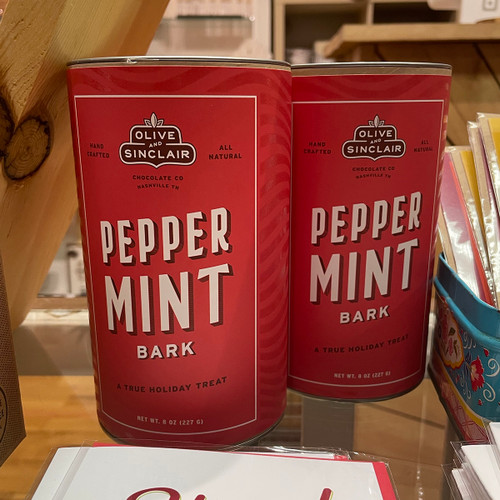 OLIVE
AND
SINCLAIR
HAND
CRAFTED
ALL
NATURAL
CHOCOLATE CO
NASHVILLE TN
PEPPER
MINT
BARK
A TRUE HOLIDAY TREAT
NET WT. 8 OZ (227 G)
OLIVE
AND
SINCLAIR
HAND
CRAFTED
ALL
NATURAL
CHOCOLATE CO
NASHVILLE TN
PEPPER
MINT
BARK
A TRUE HOLIDAY TREAT
NET WT. 8 OZ (227 G)